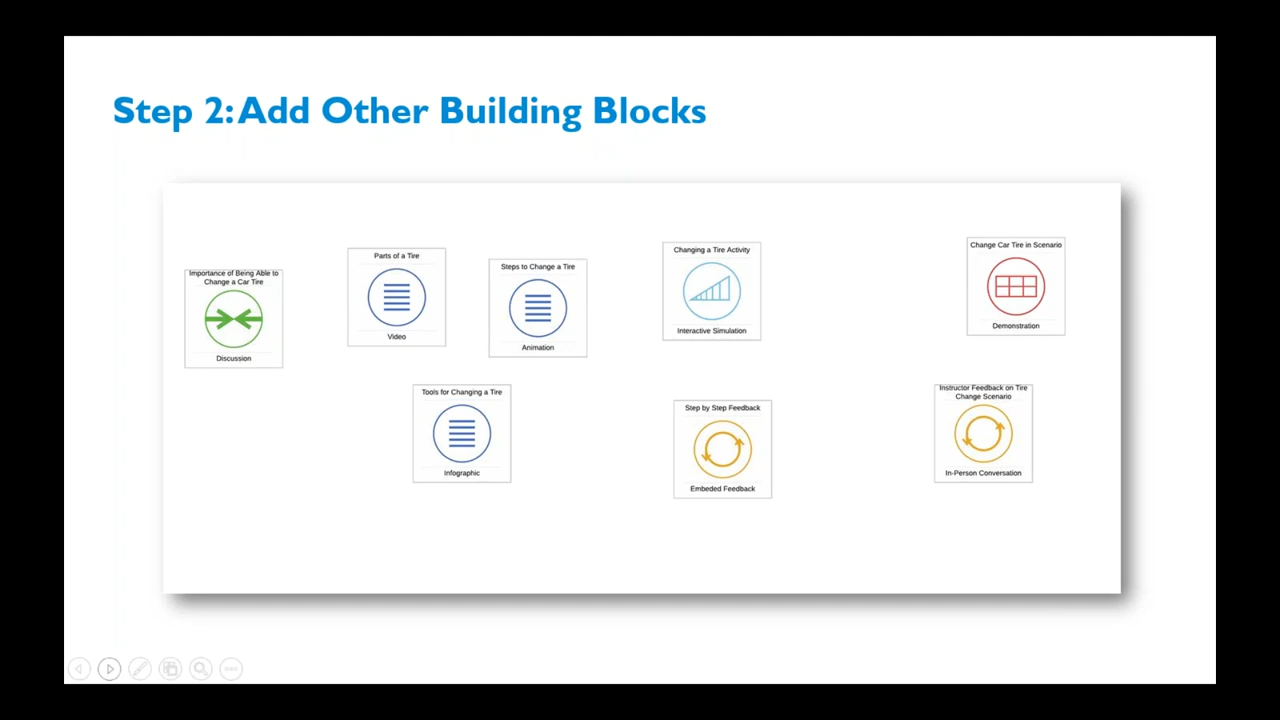 Step 2: Add Other Building Blocks
Importance of Being Able to
Change a Car Tire
Discussion
Parts of a Tire
Video
Steps to Change a Tire
Animation
Tools for Changing a Tire
Infographic
Changing a Tire Activity
Interactive Simulation
Step by Step Feedback
Embeded Feedback
Change Car Tire in Scenario
Demonstration
Instructor Feedback on Tire
Change Scenario
In-Person Conversation